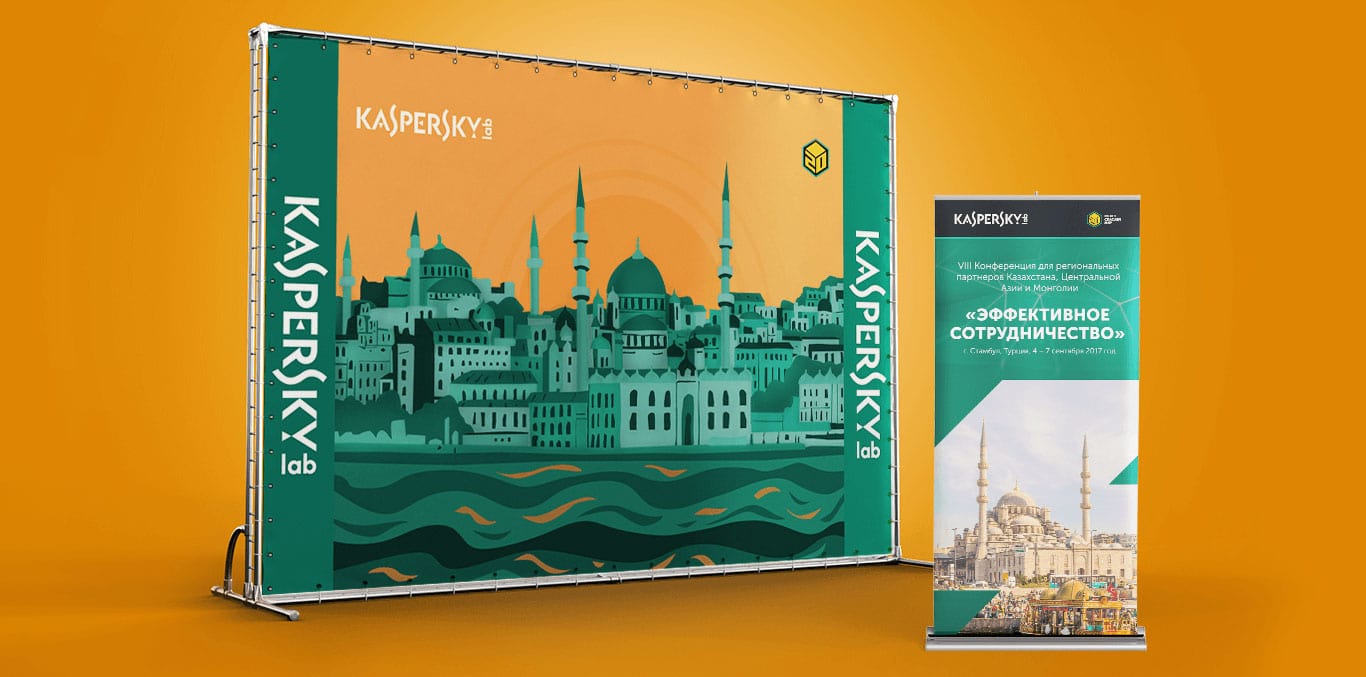 KASPERSKY lab
KASPERSKY lab
KASPERSKY lab
KASPERSKY lab
VIII Конференция для региональных
партнеров Казахстана, Центральной
Азии и Монголии
«ЭФФЕКТИВНОЕ
СОТРУДНИЧЕСТВО»
г. Стамбул, Турция, 4 – 7 сентября 2017 год